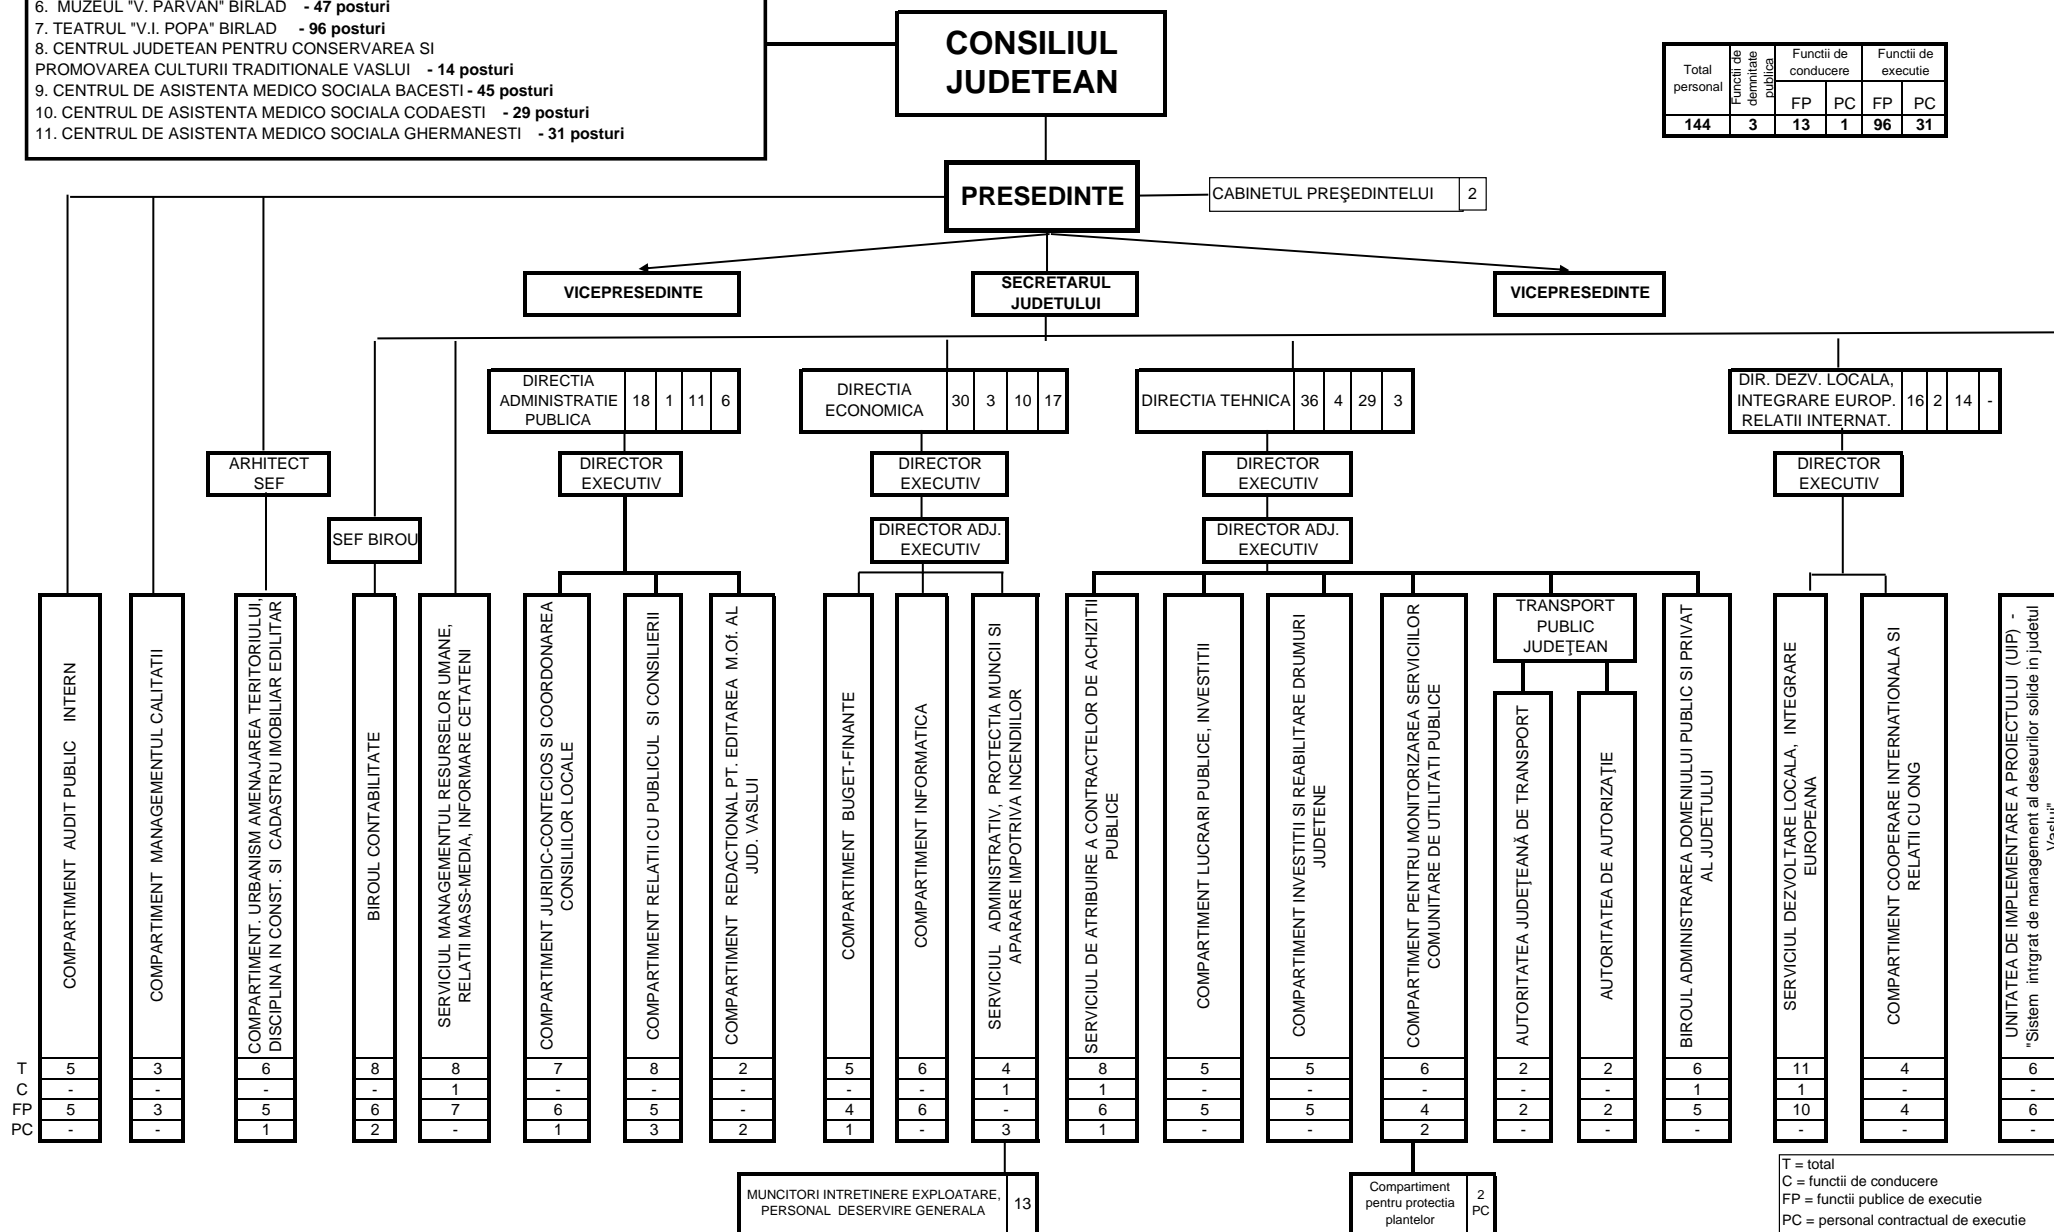 6. MUZEUL "V. PARVAN" BIRLAD - 47 posturi
7. TEATRUL "V.I. POPA" BIRLAD - 96 posturi
8. CENTRUL JUDETEAN PENTRU CONSERVAREA SI
PROMOVAREA CULTURII TRADITIONALE VASLUI - 14 posturi
9. CENTRUL DE ASISTENTA MEDICO SOCIALA BACESTI - 45 posturi
10. CENTRUL DE ASISTENTA MEDICO SOCIALA CODAESTI - 29 posturi
11. CENTRUL DE ASISTENTA MEDICO SOCIALA GHERMANESTI - 31 posturi
CONSILIUL
JUDETEAN
Total
personal
Functii de
demnitate
publica
Functii de
conducere
Functii de
executie
FP PC FP PC
144 3 13 1 96 31
PRESEDINTE
CABINETUL PREŞEDINTELUI 2
VICEPRESEDINTE
SECRETARUL
JUDETULUI
VICEPRESEDINTE
DIRECTIA
ADMINISTRATIE
PUBLICA
18 1 11 6
DIRECTIA
ECONOMICA
30 3 10 17
DIRECTIA TEHNICA 36 4 29 3
DIR. DEZV. LOCALA,
INTEGRARE EUROP.
RELATII INTERNAT.
16 2 14 -
ARHITECT
SEF
DIRECTOR
EXECUTIV
DIRECTOR
EXECUTIV
DIRECTOR
EXECUTIV
DIRECTOR
EXECUTIV
SEF BIROU
DIRECTOR ADJ.
EXECUTIV
DIRECTOR ADJ.
EXECUTIV
COMPARTIMENT AUDIT PUBLIC INTERN
COMPARTIMENT MANAGEMENTUL CALITATII
COMPARTIMENT. URBANISM AMENAJAREA TERITORIULUI,
DISCIPLINA IN CONST. SI CADASTRU IMOBILIAR EDILITAR
BIROUL CONTABILITATE
SERVICIUL MANAGEMENTUL RESURSELOR UMANE,
RELATII MASS-MEDIA, INFORMARE CETATENI
COMPARTIMENT JURIDIC-CONTECIOS SI COORDONAREA
CONSILIILOR LOCALE
COMPARTIMENT RELATII CU PUBLICUL SI CONSILIERII
COMPARTIMENT REDACTIONAL PT. EDITAREA M.Of. AL
JUD. VASLUI
COMPARTIMENT BUGET-FINANTE
COMPARTIMENT INFORMATICA
SERVICIUL ADMINISTRATIV, PROTECTIA MUNCII SI
APARARE IMPOTRIVA INCENDIILOR
SERVICIUL DE ATRIBUIRE A CONTRACTELOR DE ACHIZITII
PUBLICE
COMPARTIMENT LUCRARI PUBLICE, INVESTITII
COMPARTIMENT INVESTITII SI REABILITARE DRUMURI
JUDETENE
COMPARTIMENT PENTRU MONITORIZAREA SERVICIILOR
COMUNITARE DE UTILITATI PUBLICE
TRANSPORT
PUBLIC
JUDEŢEAN
AUTORITATEA JUDEŢEANĂ DE TRANSPORT
AUTORITATEA DE AUTORIZAŢIE
BIROUL ADMINISTRAREA DOMENIULUI PUBLIC SI PRIVAT
AL JUDETULUI
SERVICIUL DEZVOLTARE LOCALA, INTEGRARE
EUROPEANA
COMPARTIMENT COOPERARE INTERNATIONALA SI
RELATII CU ONG
UNITATEA DE IMPLEMENTARE A PROIECTULUI (UIP) -
"Sistem intrgrat de management al deseurilor solide in judetul
Vaslui"
T 5 3 6 8 8 7 8 2 5 6 4 8 5 5 6 2 2 6 11 4 6
C - - - - 1 - - - - - 1 1 - - - - - 1 1 - -
FP 5 3 5 6 7 6 5 - 4 6 - 6 5 5 4 2 2 5 10 4 6
PC - - 1 2 - 1 3 2 1 - 3 1 - - 2 - - - - - -
MUNCITORI INTRETINERE EXPLOATARE,
PERSONAL DESERVIRE GENERALA
13
Compartiment
pentru protectia
plantelor
2
PC
T = total
C = functii de conducere
FP = functii publice de executie
PC = personal contractual de executie